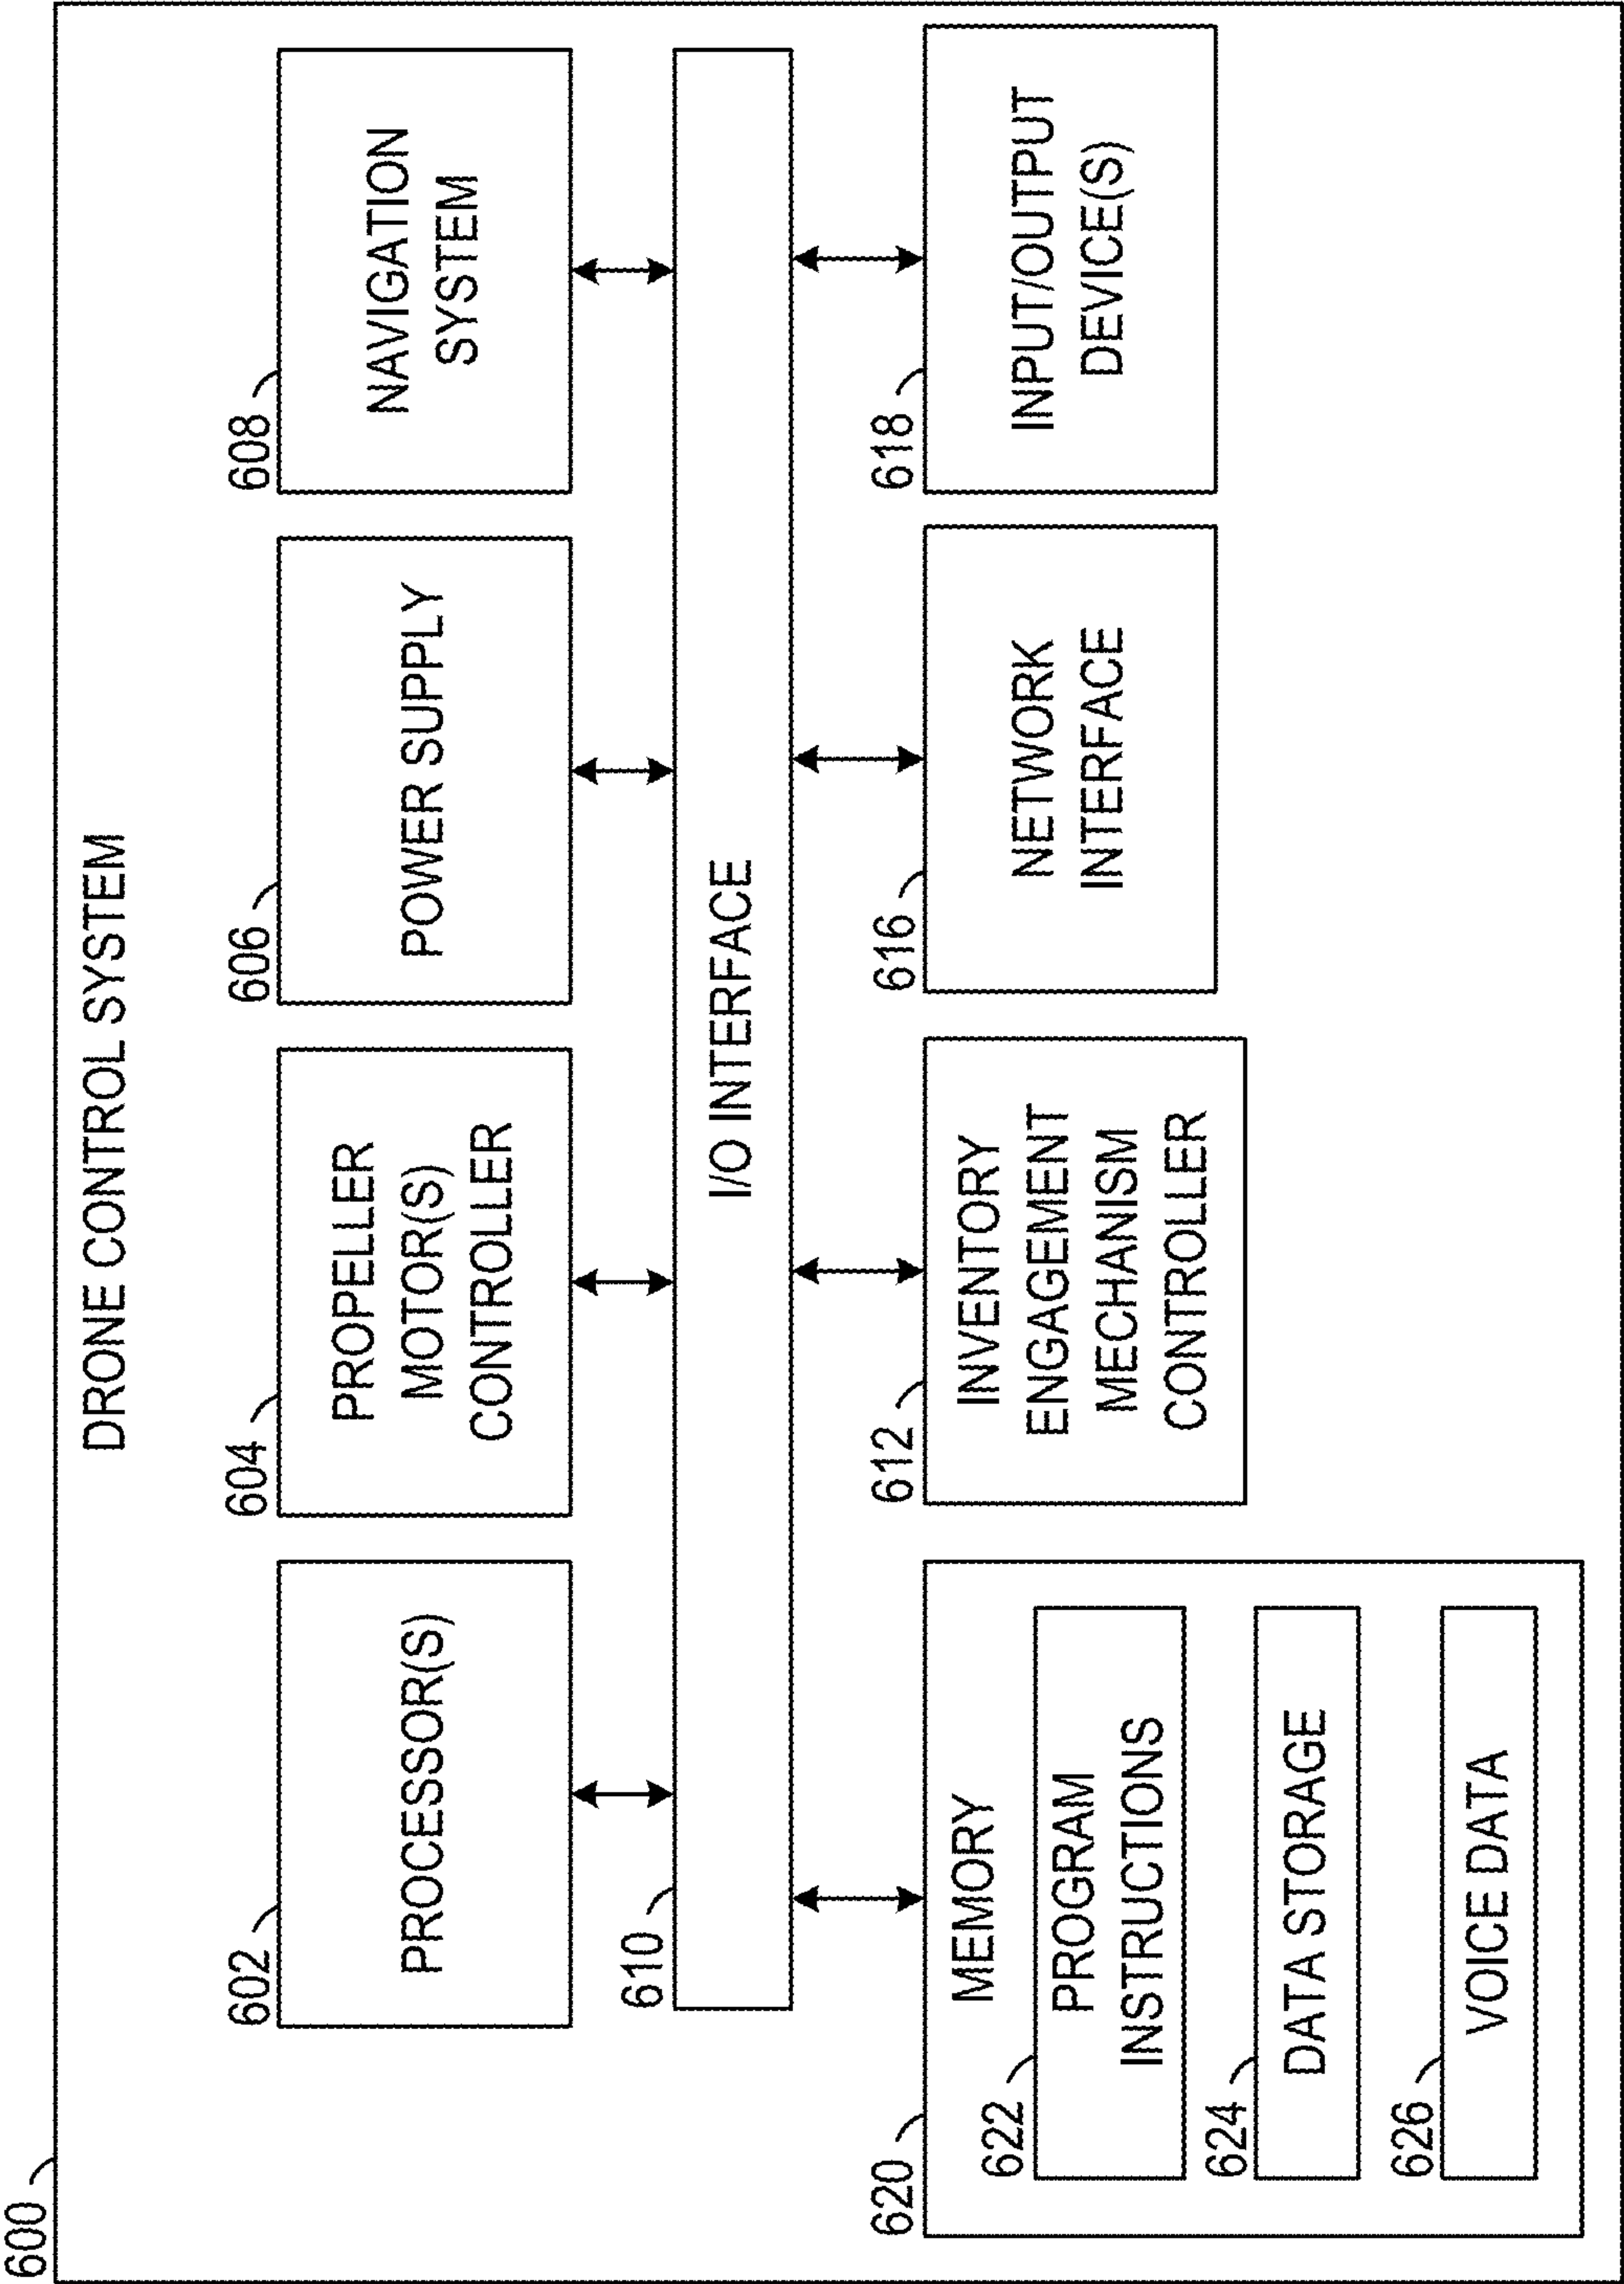 600
DRONE CONTROL SYSTEM
602
PROCESSOR(S)
604
PROPELLER
MOTOR(S)
CONTROLLER
606
POWER SUPPLY
608
NAVIGATION
SYSTEM
610
I/O INTERFACE
620
MEMORY
622
PROGRAM
INSTRUCTIONS
624
DATA STORAGE
626
VOICE DATA
612
INVENTORY
ENGAGEMENT
MECHANISM
CONTROLLER
616
NETWORK
INTERFACE
618
INPUT/OUTPUT
DEVICE(S)